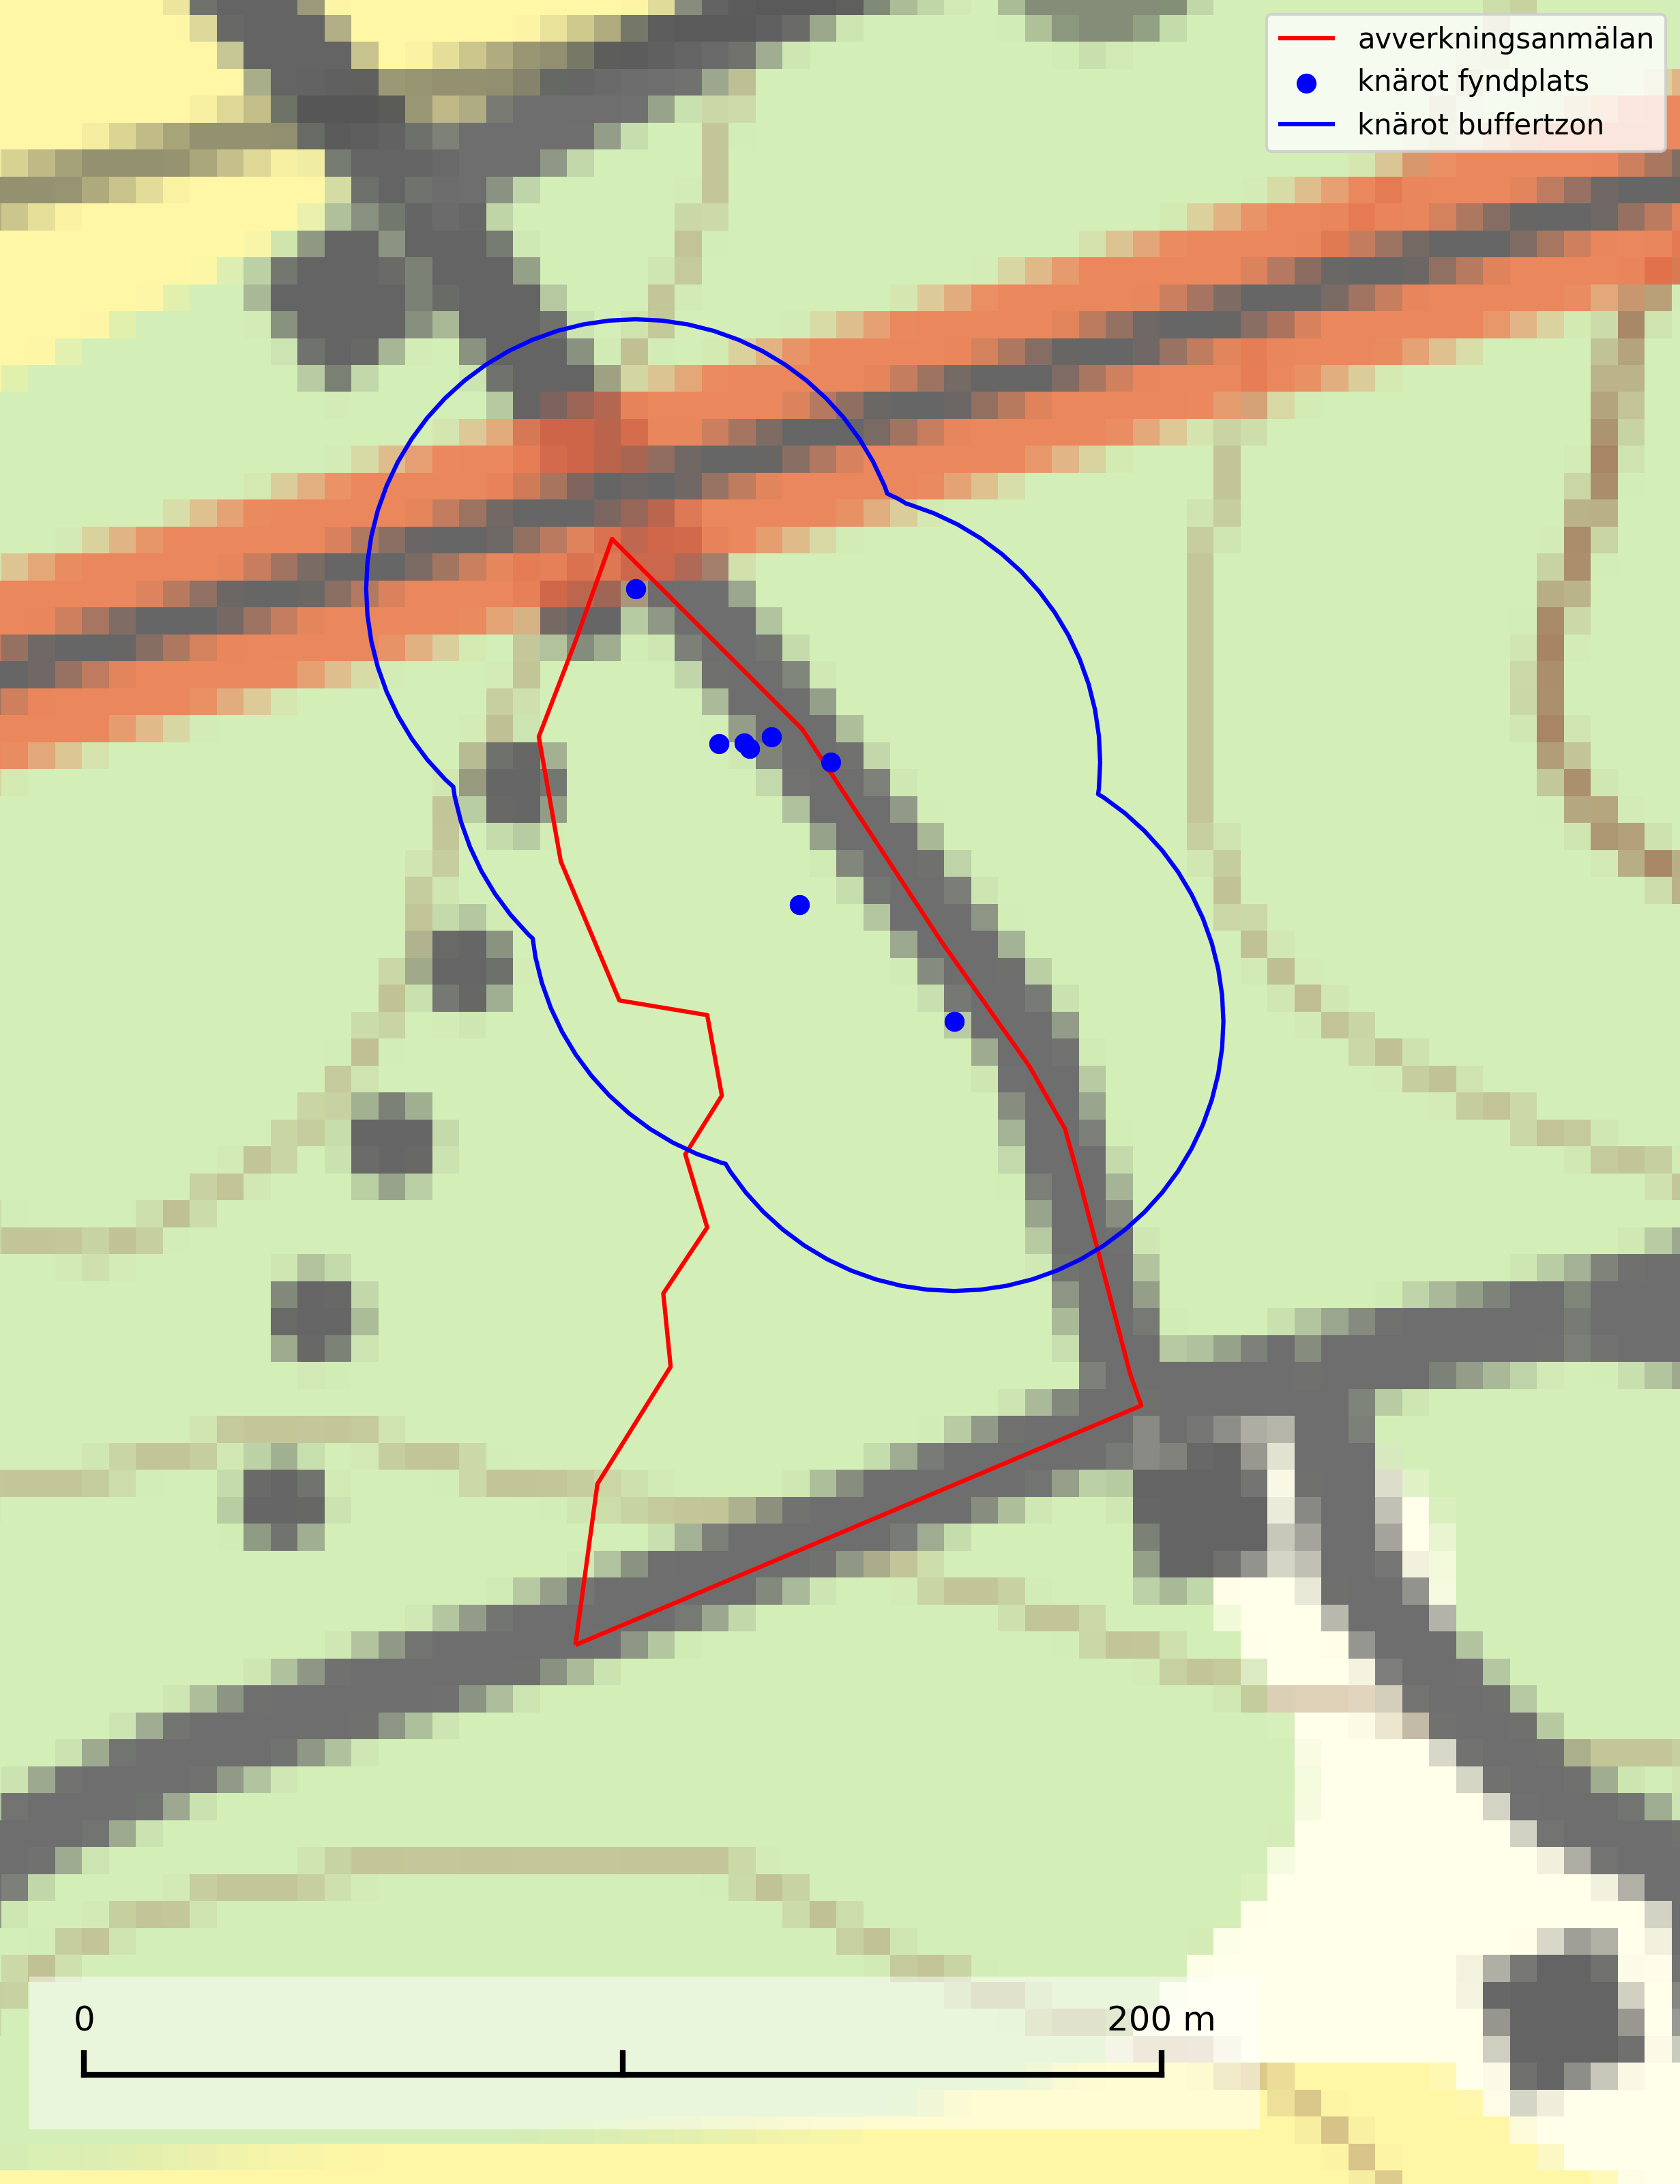 avverkningsanmälan
knärot fyndplats
knärot buffertzon
0
200 m